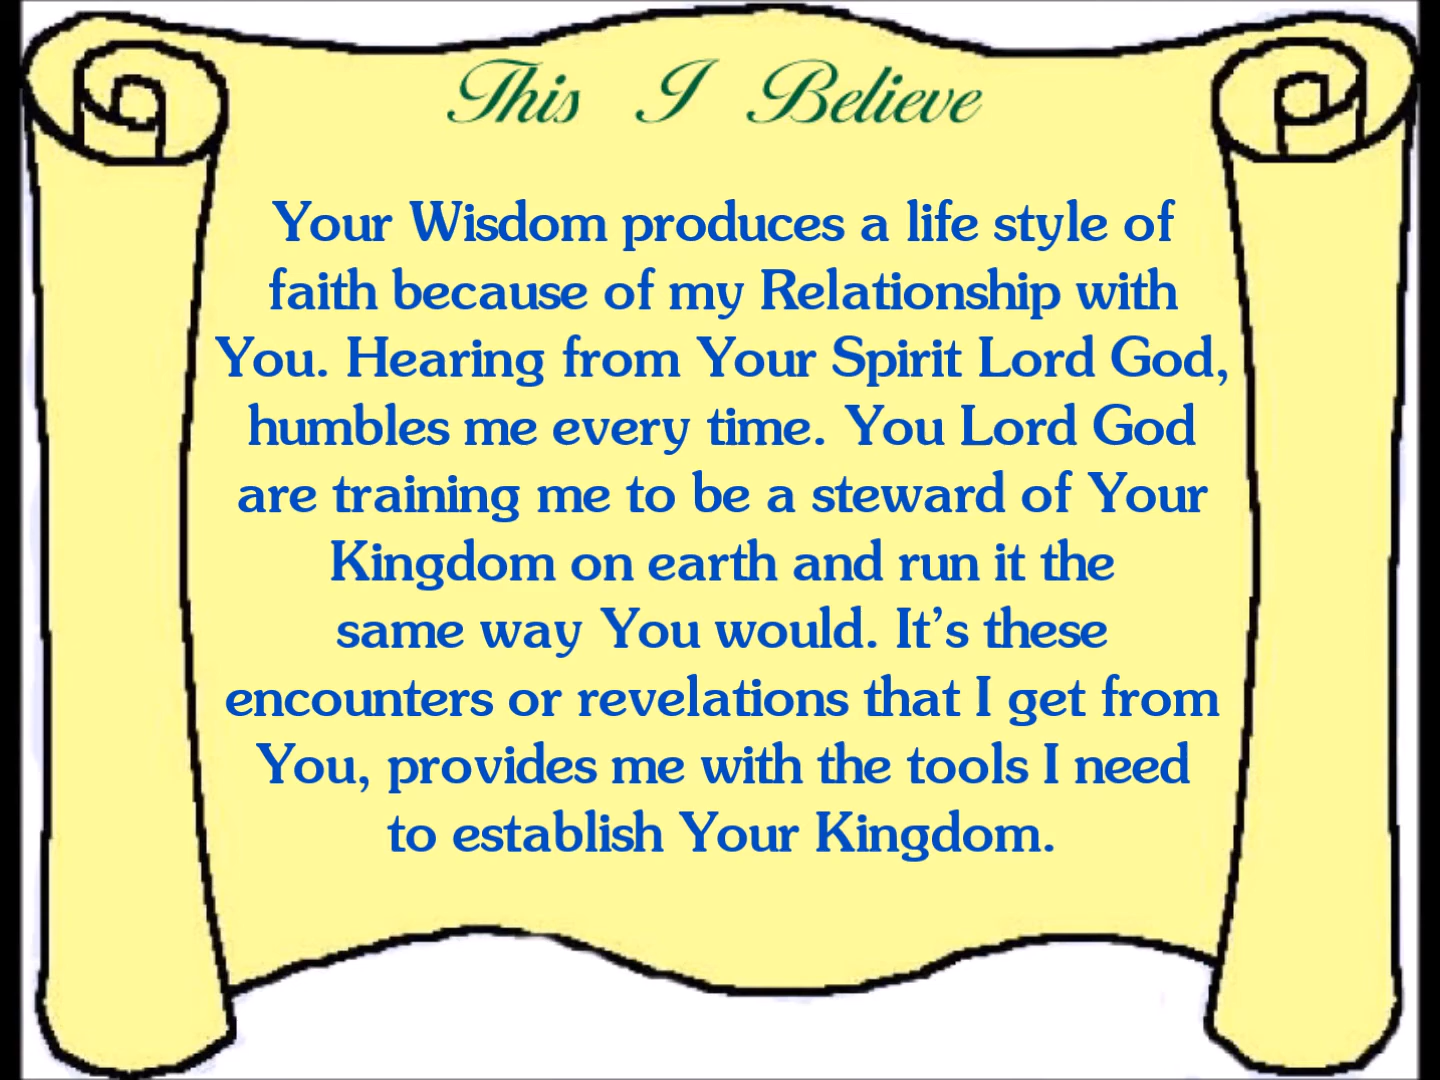 This I Believe
Your Wisdom produces a life style of
faith because of my Relationship with
You. Hearing from Your Spirit Lord God,
humbles me every time. You Lord God
are training me to be a steward of Your
Kingdom on earth and run it the
same way You would. It’s these
encounters or revelations that I get from
You, provides me with the tools I need
to establish Your Kingdom.